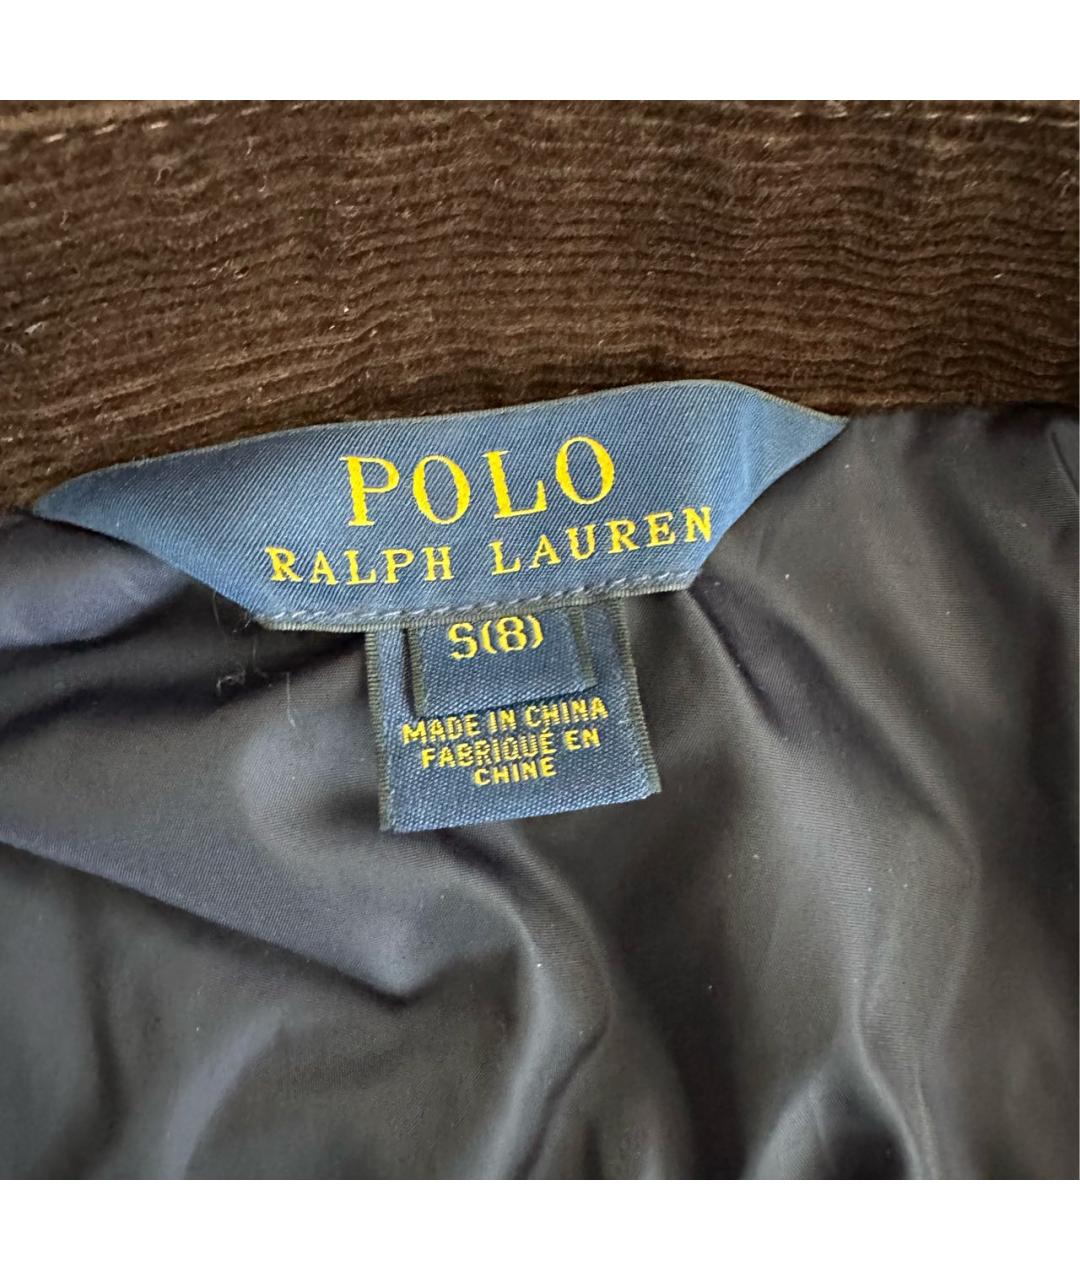 POLO
RALPH LAUREN
S(8)
MADE IN CHINA
FABRIQUÉ EN
CHINE